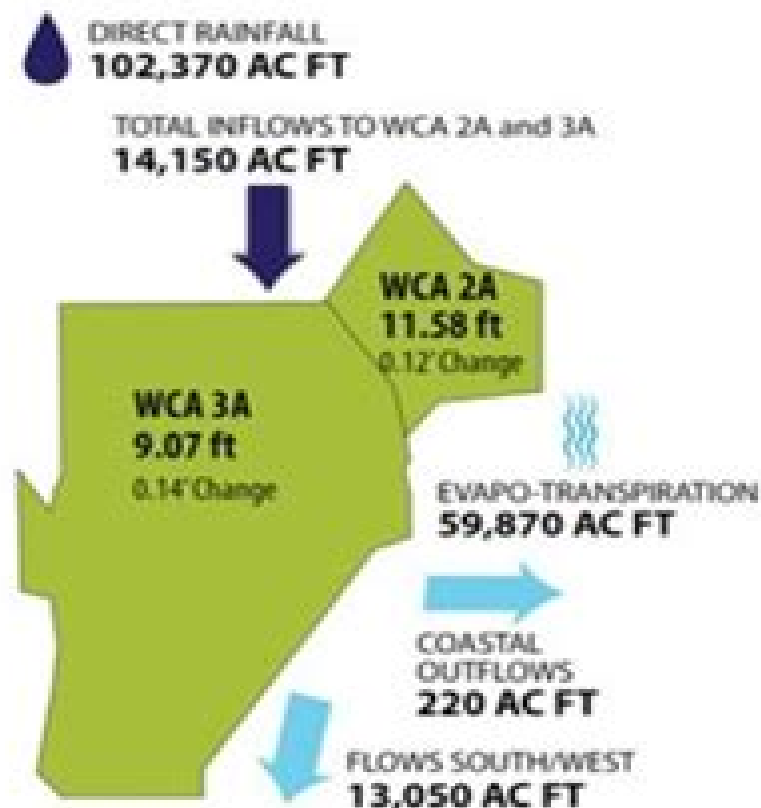 DIRECT RAINFALL
102,370 AC FT
TOTAL INFLOWS TO WCA 2A and 3A
14,150 AC FT
WCA 2A
11.58 ft
0.12' Change
WCA 3A
9.07 ft
0.14' Change
EVAPO-TRANSPIRATION
59,870 AC FT
COASTAL
OUTFLOWS
220 AC FT
FLOWS SOUTH/WEST
13,050 AC FT